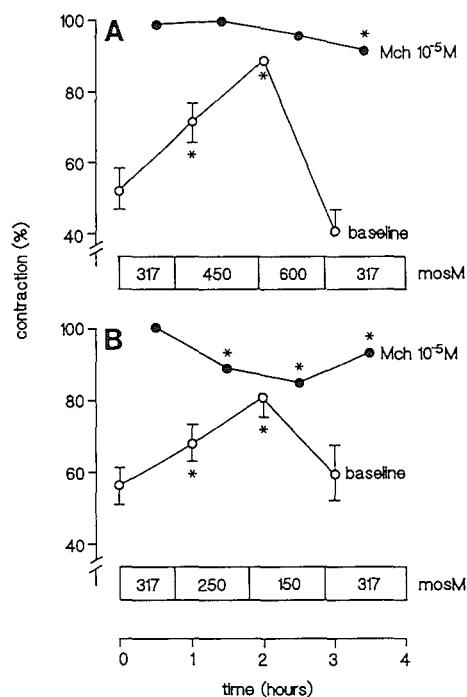 A
100
80
60
40
*
Mch 10⁻⁵M
*
*
baseline
317 450 600 317 mosM
contraction (%)
B
100
80
60
40
* * *
Mch 10⁻⁵M
* *
baseline
317 250 150 317 mosM
0 1 2 3 4
time (hours)